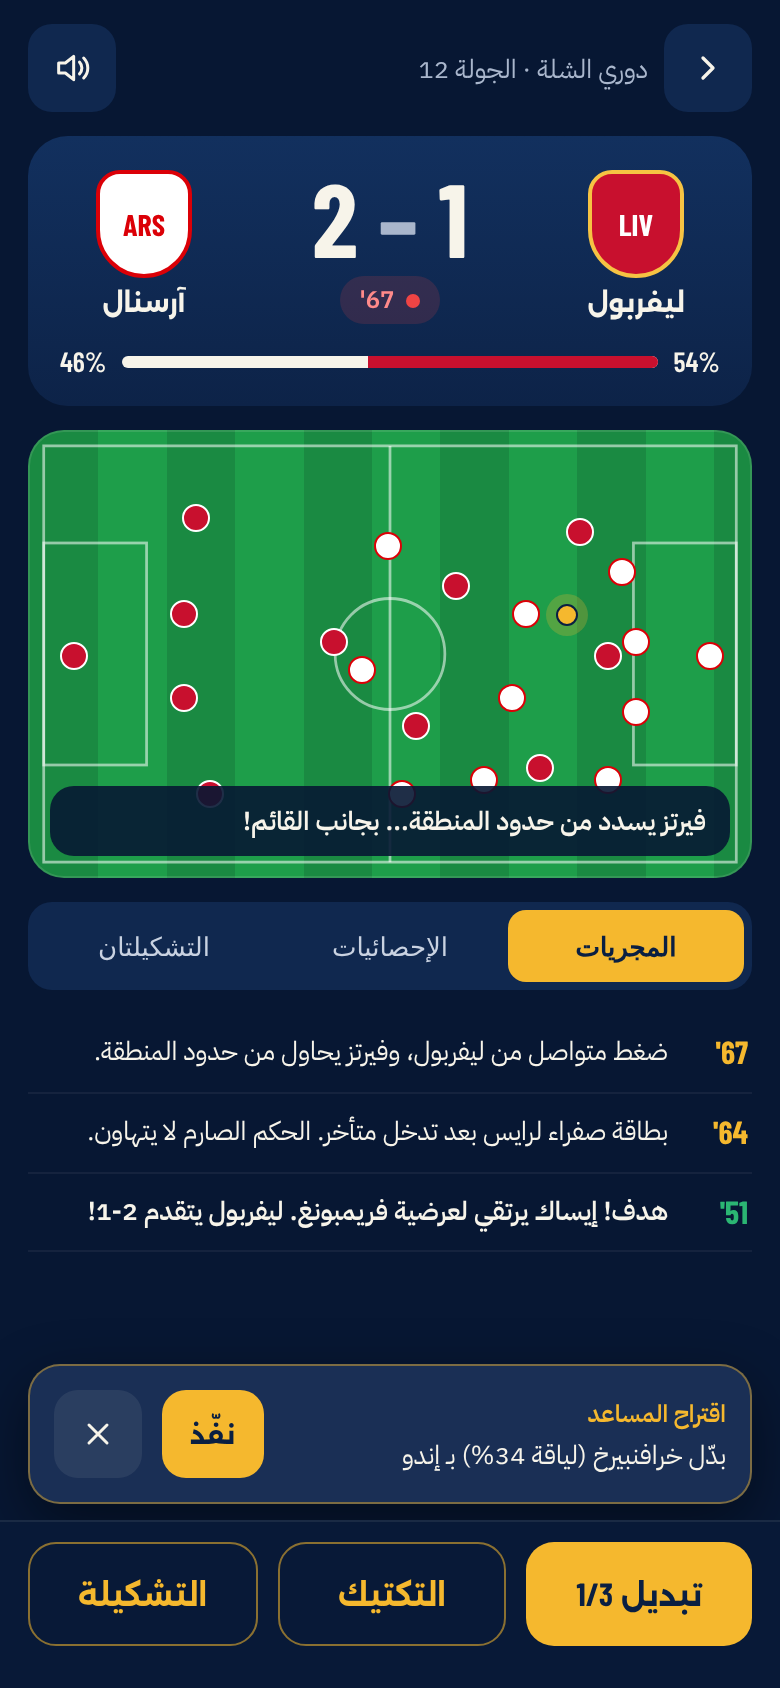 دوري الشلة · الجولة 12
LIV
ليفربول
2 - 1
'67
ARS
آرسنال
54%
46%
فيرتز يسدد من حدود المنطقة... بجانب القائم!
المجريات
الإحصائيات
التشكيلتان
'67 ضغط متواصل من ليفربول، وفيرتز يحاول من حدود المنطقة.
'64 بطاقة صفراء لرايس بعد تدخل متأخر. الحكم الصارم لا يتهاون.
'51 هدف! إيساك يرتقي لعرضية فريمبونغ. ليفربول يتقدم 2-1!
اقتراح المساعد
بدّل خرافنبيرخ (لياقة 34%) بـ إندو
نفّذ
تبديل 1/3
التكتيك
التشكيلة